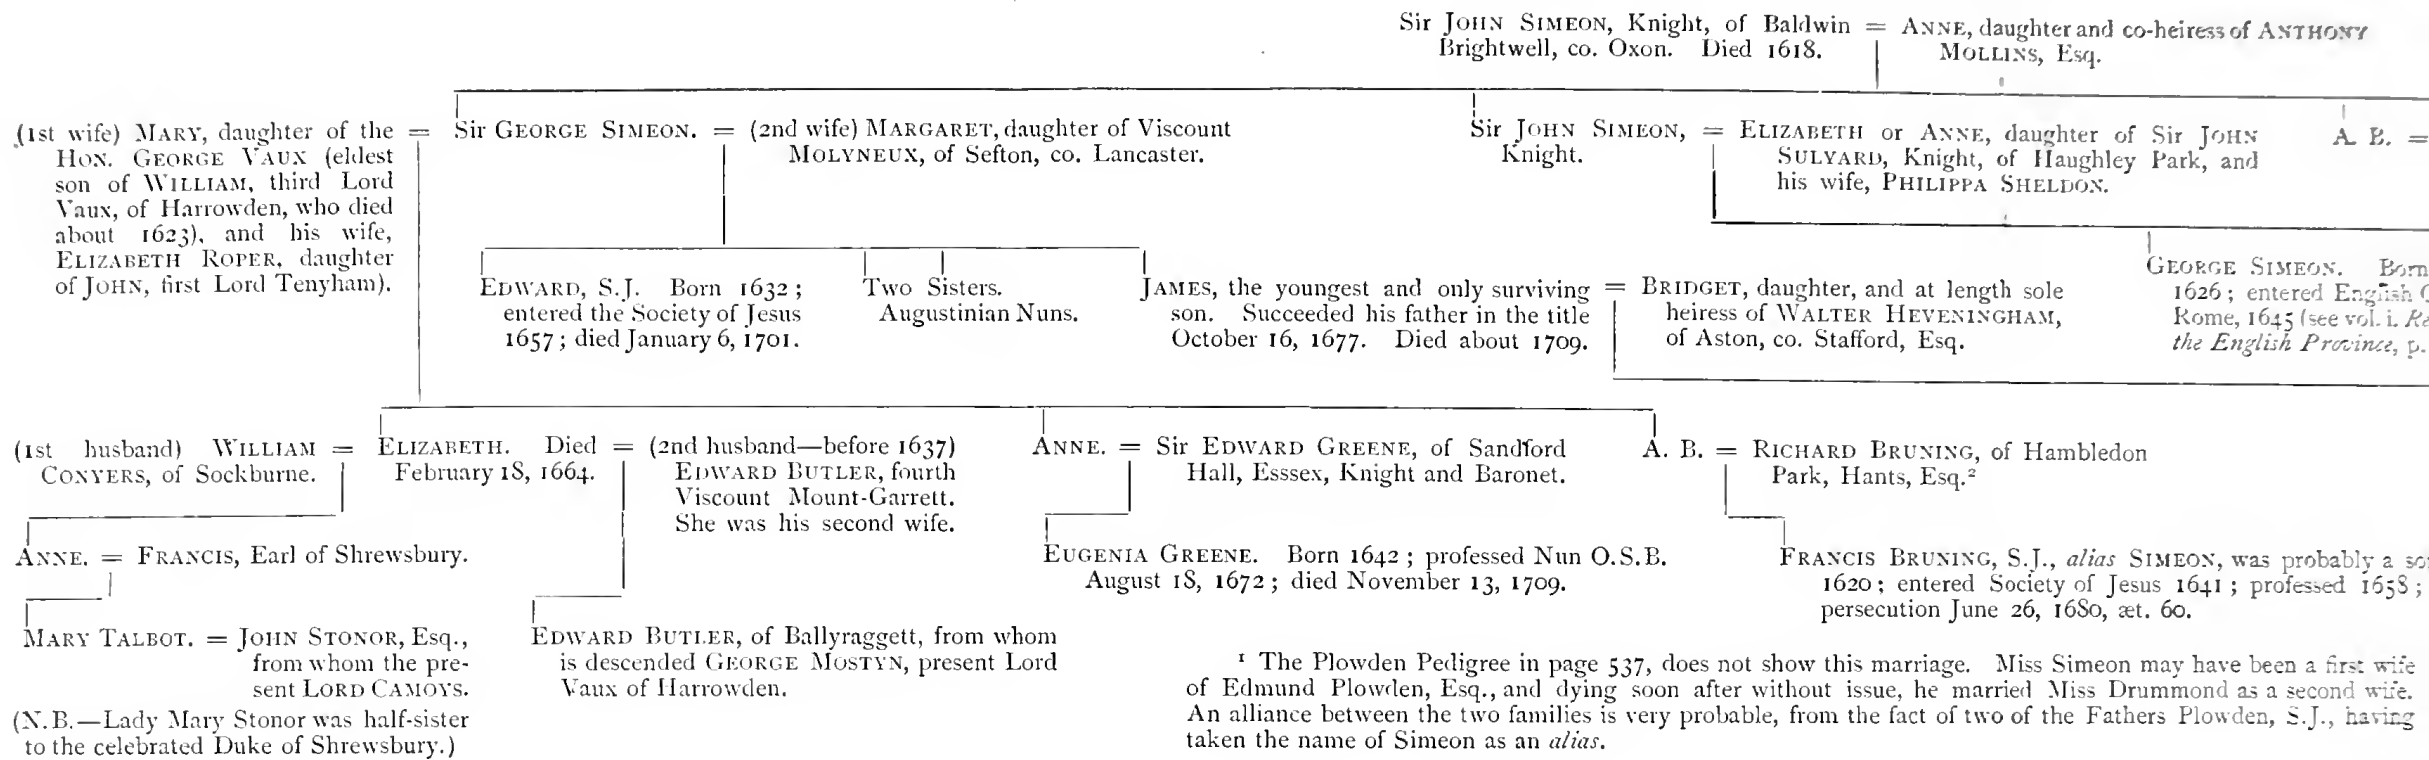 Sir JOHN SIMEON, Knight, of Baldwin = ANNE, daughter and co-heiress of ANTHONY
Brightwell, co. Oxon. Died 1618. MOLLINS, Esq.
(1st wife) MARY, daughter of the =
HON. GEORGE VAUX (eldest
son of WILLIAM, third Lord
Vaux, of Harrowden, who died
about 1623), and his wife,
ELIZABETH ROPER, daughter
of JOHN, first Lord Tenyham).
Sir GEORGE SIMEON. = (2nd wife) MARGARET, daughter of Viscount
MOLYNEUX, of Sefton, co. Lancaster.
Sir JOHN SIMEON, =
Knight.
ELIZABETH or ANNE, daughter of Sir JOHN
SULYARD, Knight, of Haughley Park, and
his wife, PHILIPPA SHELDON.
A. B. =
EDWARD, S.J. Born 1632;
entered the Society of Jesus
1657; died January 6, 1701.
Two Sisters.
Augustinian Nuns.
JAMES, the youngest and only surviving =
son. Succeeded his father in the title
October 16, 1677. Died about 1709.
BRIDGET, daughter, and at length sole
heiress of WALTER HEVENINGHAM,
of Aston, co. Stafford, Esq.
GEORGE SIMEON. Born
1626; entered English
Rome, 1645 (see vol. i.
the English Province, p.
(1st husband) WILLIAM =
CONYERS, of Sockburne.
ELIZABETH. Died =
February 18, 1664.
(2nd husband—before 1637)
EDWARD BUTLER, fourth
Viscount Mount-Garrett.
She was his second wife.
ANNE. = Sir EDWARD GREENE, of Sandford
Hall, Esssex, Knight and Baronet.
A. B. = RICHARD BRUNING, of Hambledon
Park, Hants, Esq.²
ANNE. = FRANCIS, Earl of Shrewsbury.
EUGENIA GREENE. Born 1642; professed Nun O.S.B.
August 18, 1672; died November 13, 1709.
FRANCIS BRUNING, S.J., alias SIMEON, was probably a
1620; entered Society of Jesus 1641; professed 1658;
persecution June 26, 1680, æt. 60.
MARY TALBOT. = JOHN STONOR, Esq.,
from whom the pre-
sent LORD CAMOYS.
(N.B.—Lady Mary Stonor was half-sister
to the celebrated Duke of Shrewsbury.)
EDWARD BUTLER, of Ballyraggett, from whom
is descended GEORGE MOSTYN, present Lord
Vaux of Harrowden.
¹ The Plowden Pedigree in page 537, does not show this marriage. Miss Simeon may have been a first wife
of Edmund Plowden, Esq., and dying soon after without issue, he married Miss Drummond as a second wife.
An alliance between the two families is very probable, from the fact of two of the Fathers Plowden, S.J., having
taken the name of Simeon as an alias.